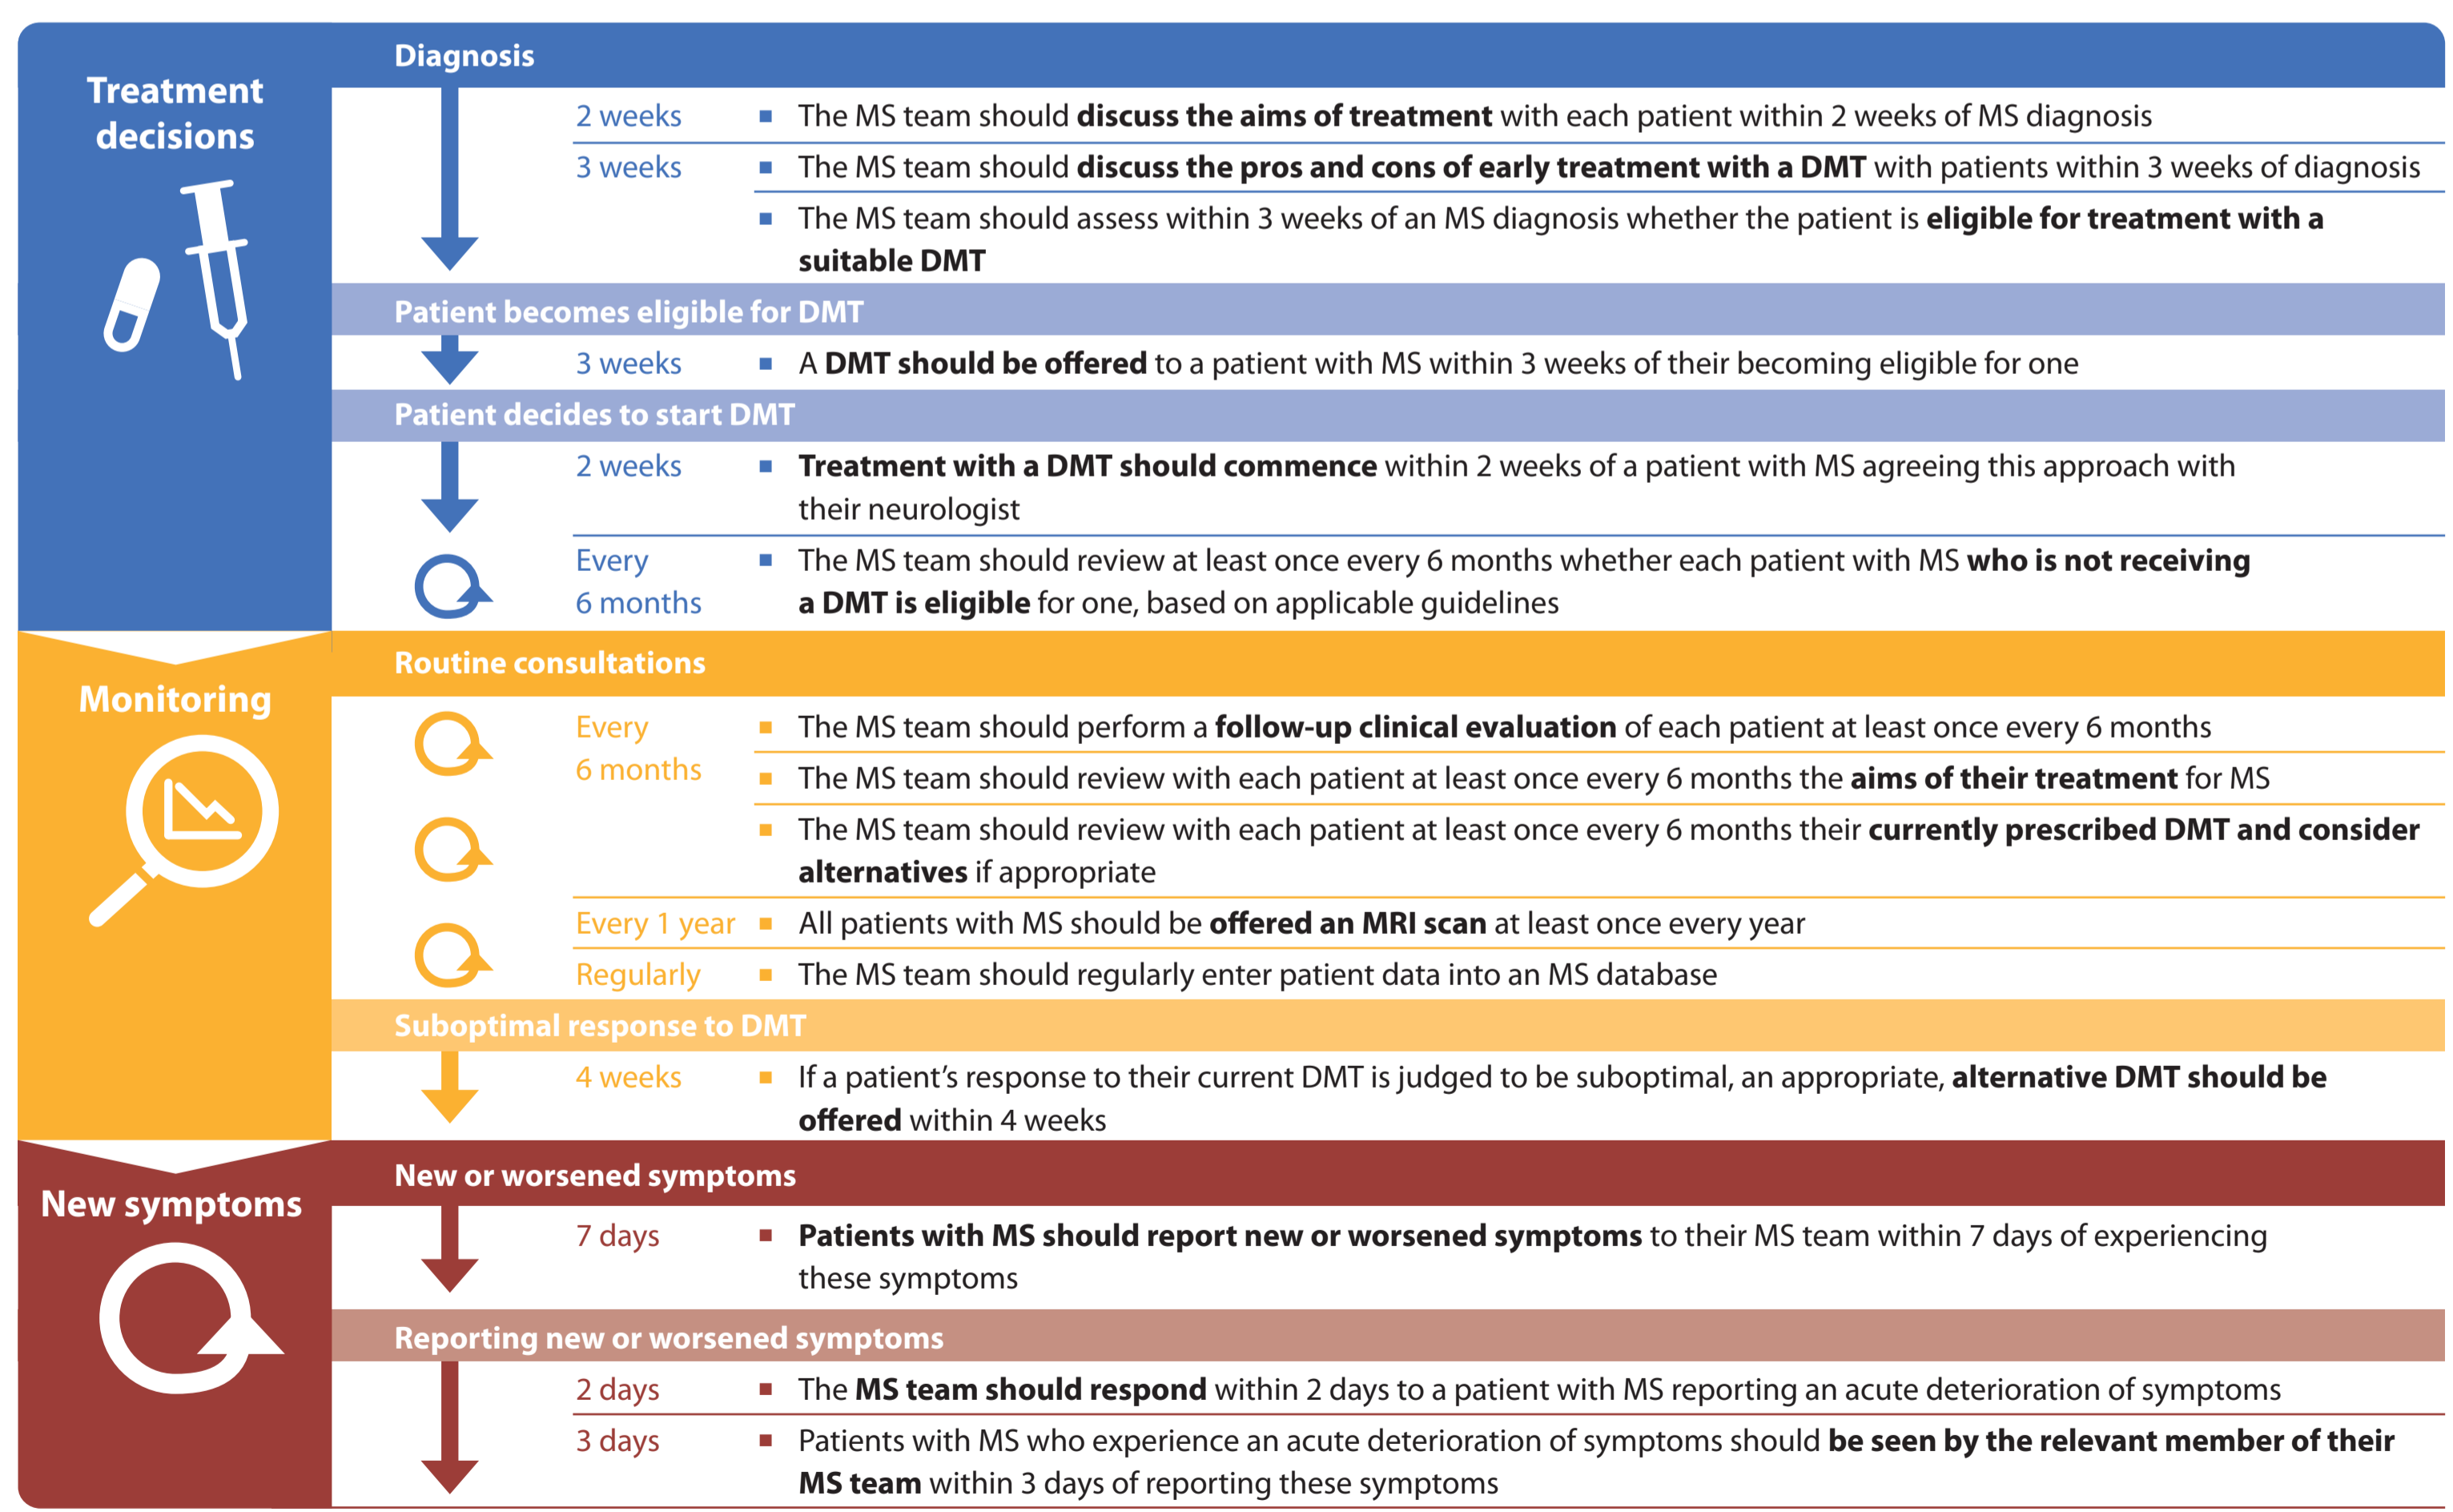 Treatment
decisions
Diagnosis
2 weeks ▪ The MS team should discuss the aims of treatment with each patient within 2 weeks of MS diagnosis
3 weeks ▪ The MS team should discuss the pros and cons of early treatment with a DMT with patients within 3 weeks of diagnosis
▪ The MS team should assess within 3 weeks of an MS diagnosis whether the patient is eligible for treatment with a
suitable DMT
Patient becomes eligible for DMT
3 weeks ▪ A DMT should be offered to a patient with MS within 3 weeks of their becoming eligible for one
Patient decides to start DMT
2 weeks ▪ Treatment with a DMT should commence within 2 weeks of a patient with MS agreeing this approach with
their neurologist
Every ▪ The MS team should review at least once every 6 months whether each patient with MS who is not receiving
6 months a DMT is eligible for one, based on applicable guidelines
Monitoring
Routine consultations
Every ▪ The MS team should perform a follow-up clinical evaluation of each patient at least once every 6 months
6 months ▪ The MS team should review with each patient at least once every 6 months the aims of their treatment for MS
▪ The MS team should review with each patient at least once every 6 months their currently prescribed DMT and consider
alternatives if appropriate
Every 1 year ▪ All patients with MS should be offered an MRI scan at least once every year
Regularly ▪ The MS team should regularly enter patient data into an MS database
Suboptimal response to DMT
4 weeks ▪ If a patient’s response to their current DMT is judged to be suboptimal, an appropriate, alternative DMT should be
offered within 4 weeks
New symptoms
New or worsened symptoms
7 days ▪ Patients with MS should report new or worsened symptoms to their MS team within 7 days of experiencing
these symptoms
Reporting new or worsened symptoms
2 days ▪ The MS team should respond within 2 days to a patient with MS reporting an acute deterioration of symptoms
3 days ▪ Patients with MS who experience an acute deterioration of symptoms should be seen by the relevant member of their
MS team within 3 days of reporting these symptoms